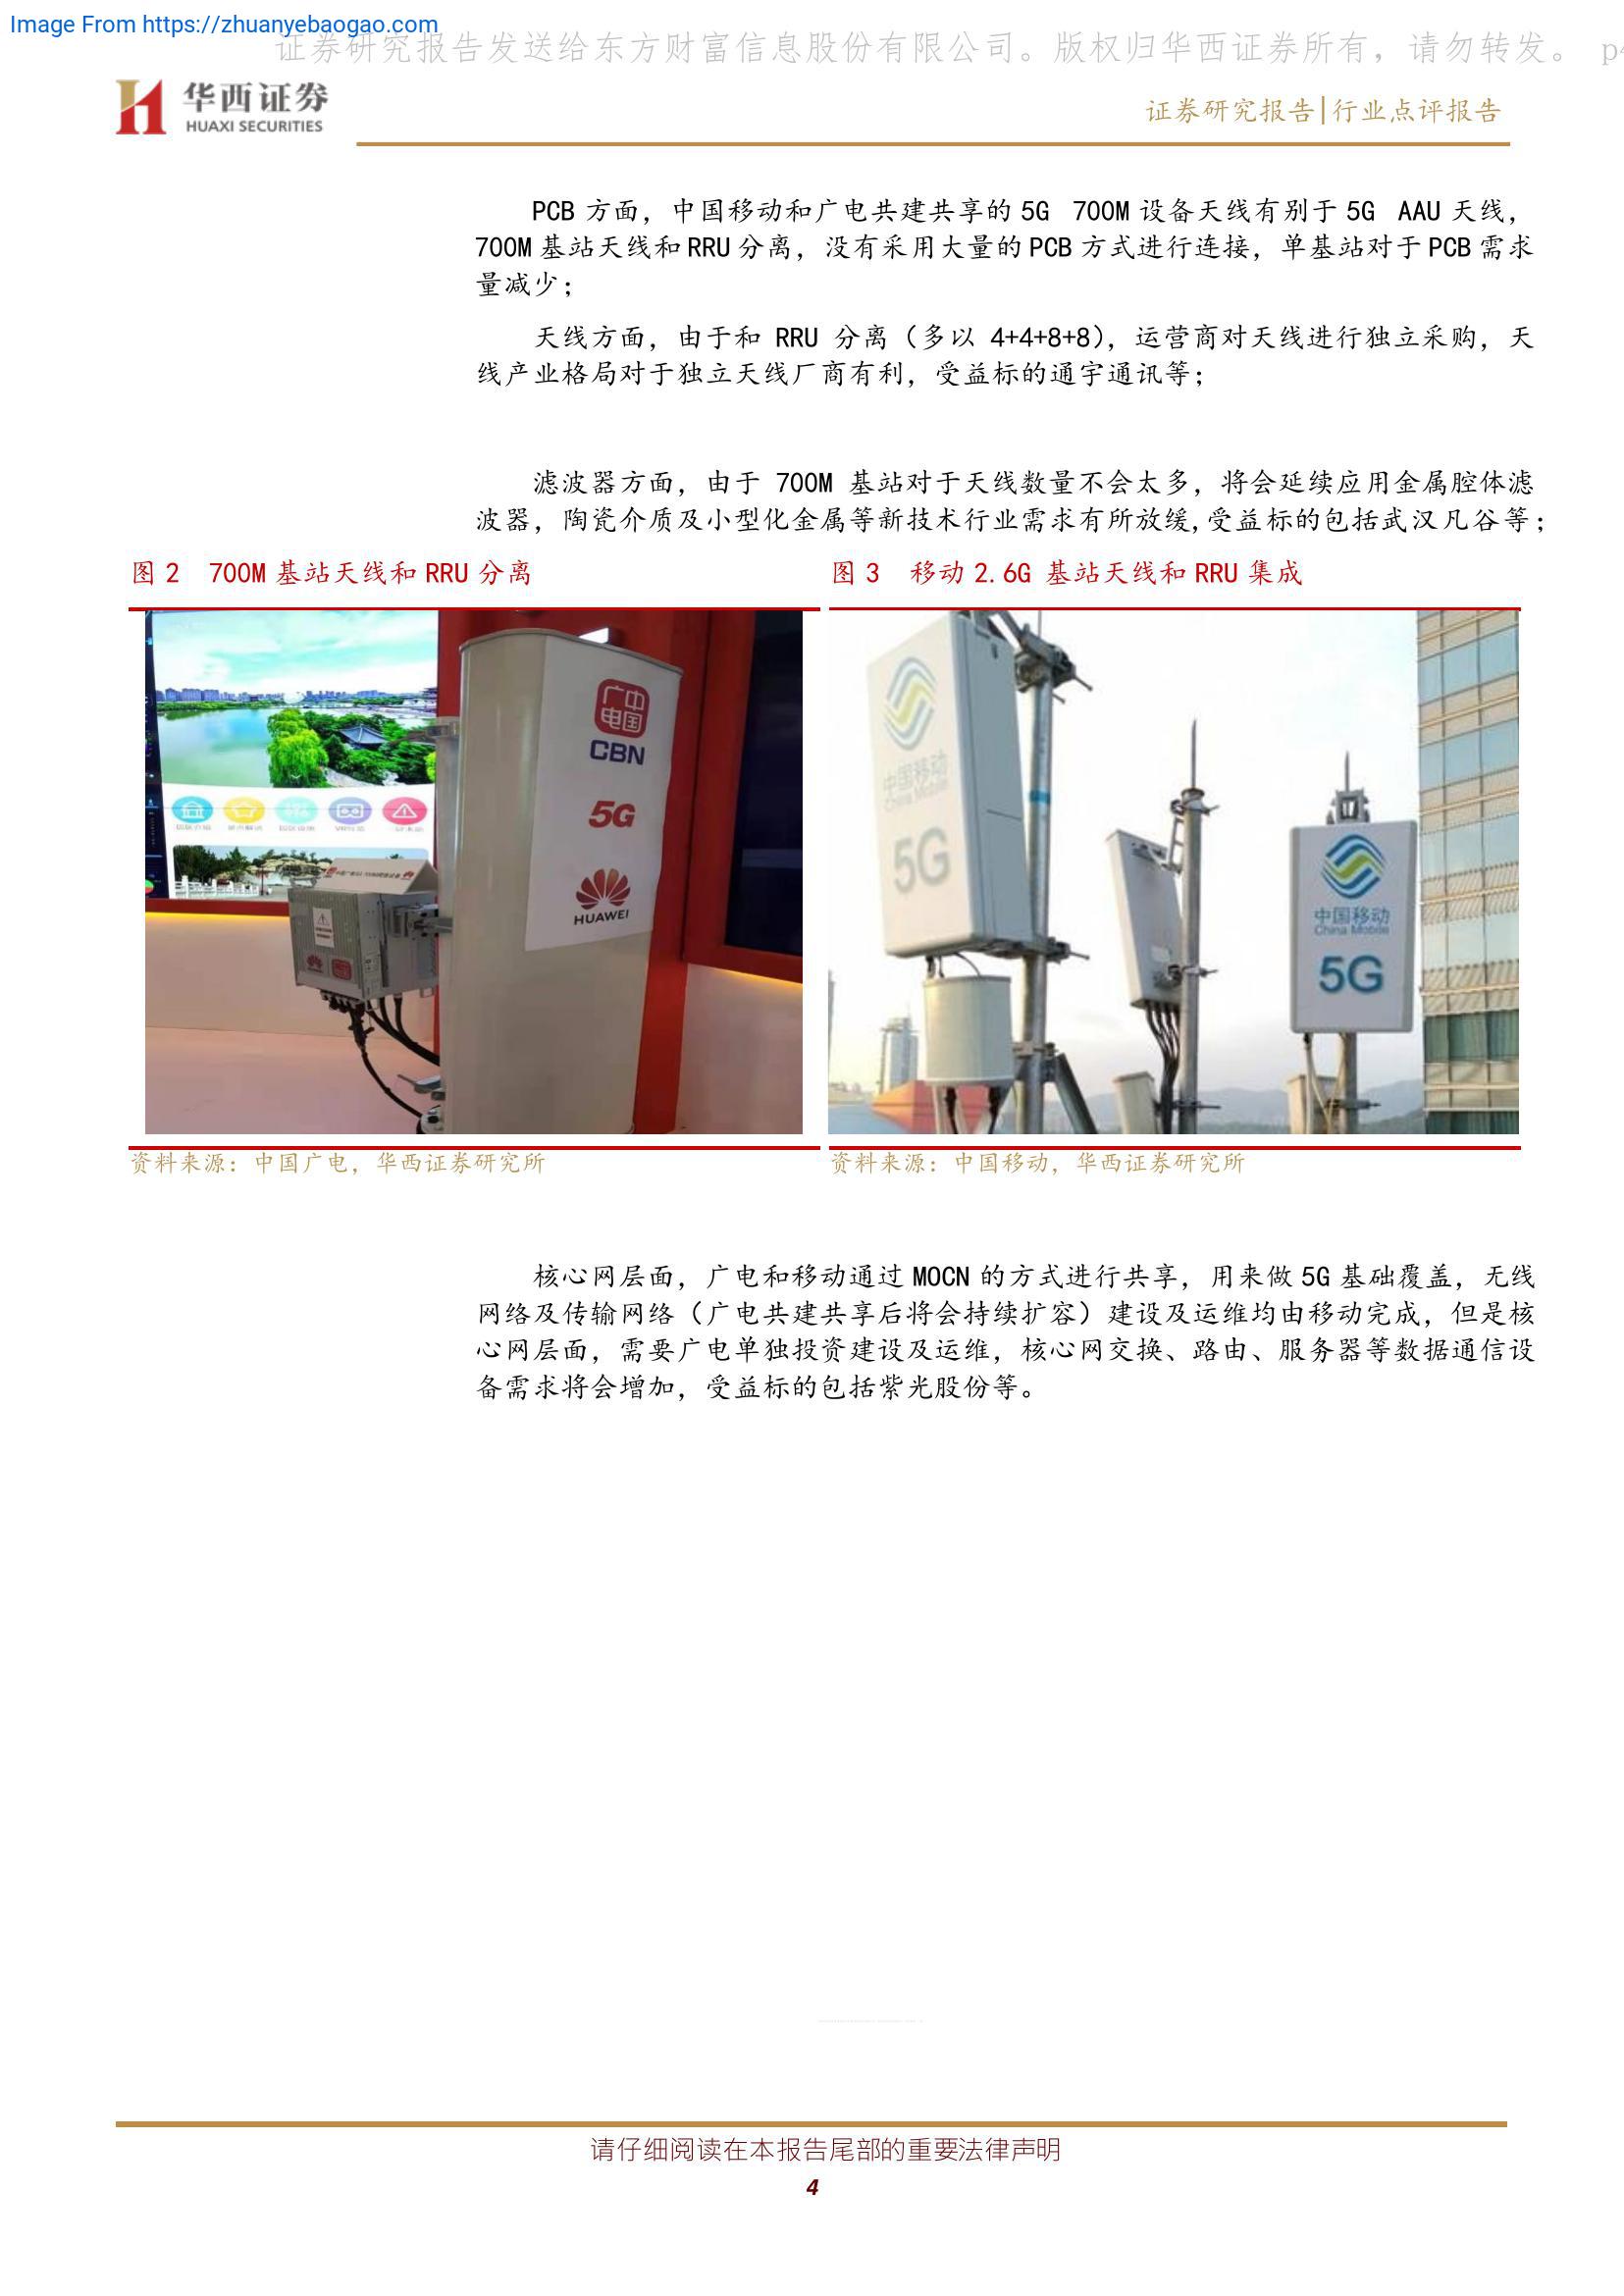 Image From https://zhuanyebaogao.com
证券研究报告发送给东方财富信息股份有限公司。版权归华西证券所有，请勿转发。 p4
华西证券
HUAXI SECURITIES
证券研究报告|行业点评报告
PCB 方面，中国移动和广电共建共享的 5G 700M 设备天线有别于 5G AAU 天线，
700M 基站天线和 RRU 分离，没有采用大量的 PCB 方式进行连接，单基站对于 PCB 需求
量减少；
天线方面，由于和 RRU 分离（多以 4+4+8+8），运营商对天线进行独立采购，天
线产业格局对于独立天线厂商有利，受益标的通宇通讯等；
滤波器方面，由于 700M 基站对于天线数量不会太多，将会延续应用金属腔体滤
波器，陶瓷介质及小型化金属等新技术行业需求有所放缓,受益标的包括武汉凡谷等；
图 2 700M 基站天线和 RRU 分离
图 3 移动 2.6G 基站天线和 RRU 集成
广中
电国
CBN
5G
HUAWEI
中国移动
China Mobile
5G
中国移动
China Mobile
5G
资料来源：中国广电，华西证券研究所
资料来源：中国移动，华西证券研究所
核心网层面，广电和移动通过 MOCN 的方式进行共享，用来做 5G 基础覆盖，无线
网络及传输网络（广电共建共享后将会持续扩容）建设及运维均由移动完成，但是核
心网层面，需要广电单独投资建设及运维，核心网交换、路由、服务器等数据通信设
备需求将会增加，受益标的包括紫光股份等。
请仔细阅读在本报告尾部的重要法律声明
4